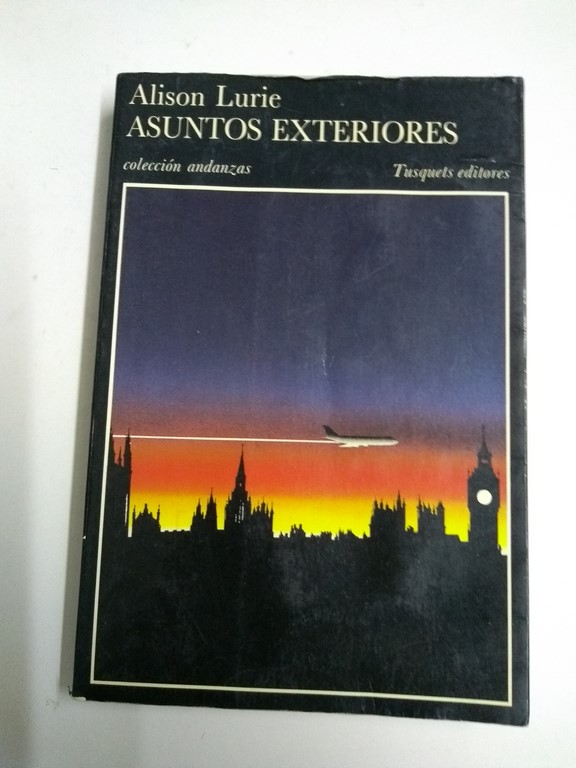 Alison Lurie
ASUNTOS EXTERIORES
colección andanzas Tusquets editores